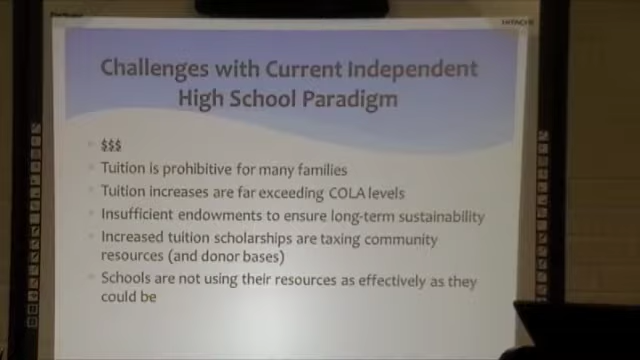 HITACHI
Challenges with Current Independent
High School Paradigm
$$$
Tuition is prohibitive for many families
Tuition increases are far exceeding COLA levels
Insufficient endowments to ensure long-term sustainability
Increased tuition scholarships are taxing community
resources (and donor bases)
Schools are not using their resources as effectively as they
could be